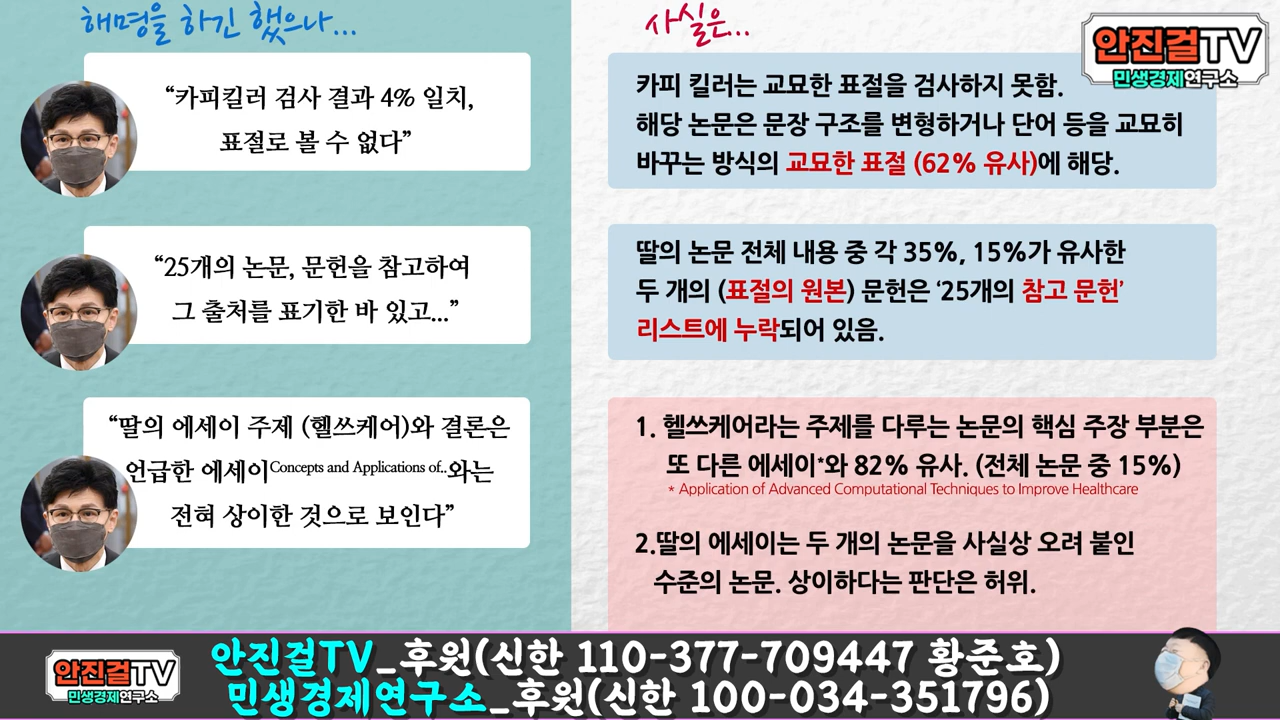 해명을 하긴 했으나...
“카피킬러 검사 결과 4% 일치,
표절로 볼 수 없다”
“25개의 논문, 문헌을 참고하여
그 출처를 표기한 바 있고...”
“딸의 에세이 주제 (헬쓰케어)와 결론은
언급한 에세이Concepts and Applications of..와는
전혀 상이한 것으로 보인다”
사실은..
안진걸TV
민생경제연구소
카피 킬러는 교묘한 표절을 검사하지 못함.
해당 논문은 문장 구조를 변형하거나 단어 등을 교묘히
바꾸는 방식의 교묘한 표절 (62% 유사)에 해당.
딸의 논문 전체 내용 중 각 35%, 15%가 유사한
두 개의 (표절의 원본) 문헌은 ‘25개의 참고 문헌’
리스트에 누락되어 있음.
1. 헬쓰케어라는 주제를 다루는 논문의 핵심 주장 부분은
또 다른 에세이*와 82% 유사. (전체 논문 중 15%)
* Application of Advanced Computational Techniques to Improve Healthcare
2.딸의 에세이는 두 개의 논문을 사실상 오려 붙인
수준의 논문. 상이하다는 판단은 허위.
안진걸TV
민생경제연구소
안진걸TV_후원(신한 110-377-709447 황준호)
민생경제연구소_후원(신한 100-034-351796)